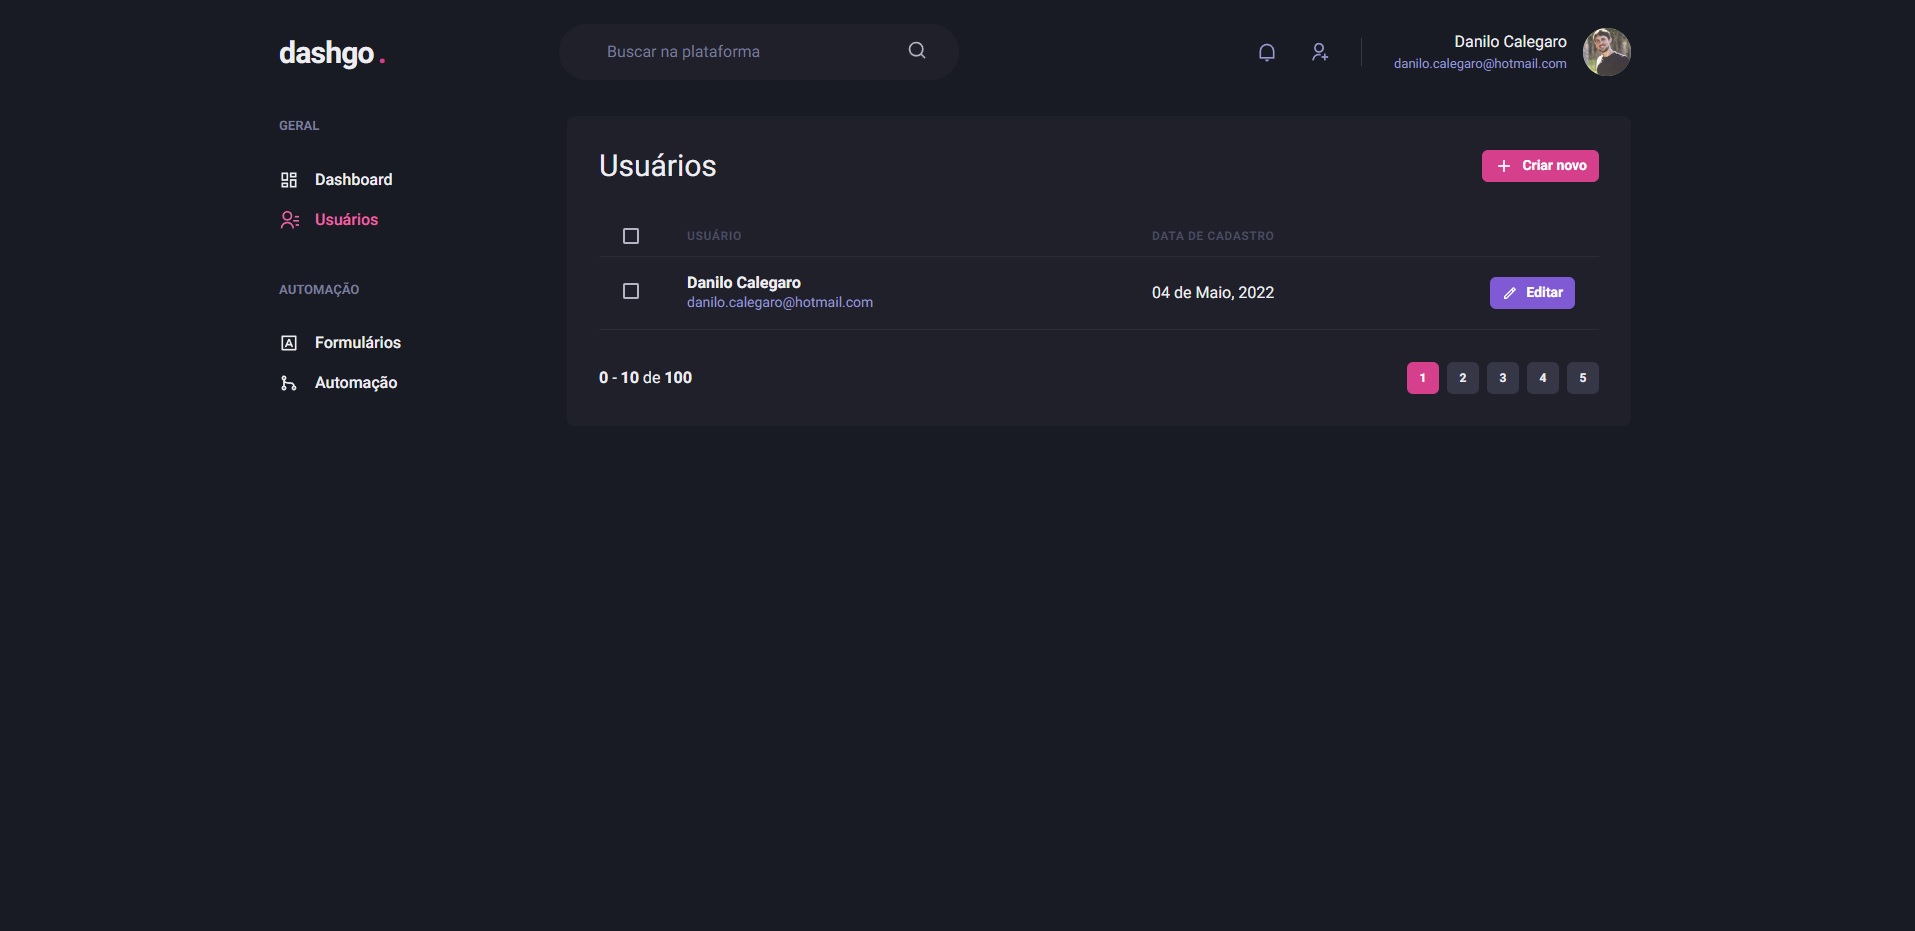 dashgo.
Buscar na plataforma
Danilo Calegaro
danilo.calegaro@hotmail.com
GERAL
Dashboard
Usuários
AUTOMAÇÃO
Formulários
Automação
Usuários
Criar novo
USUÁRIO DATA DE CADASTRO
Danilo Calegaro
danilo.calegaro@hotmail.com
04 de Maio, 2022
Editar
0 - 10 de 100
1 2 3 4 5